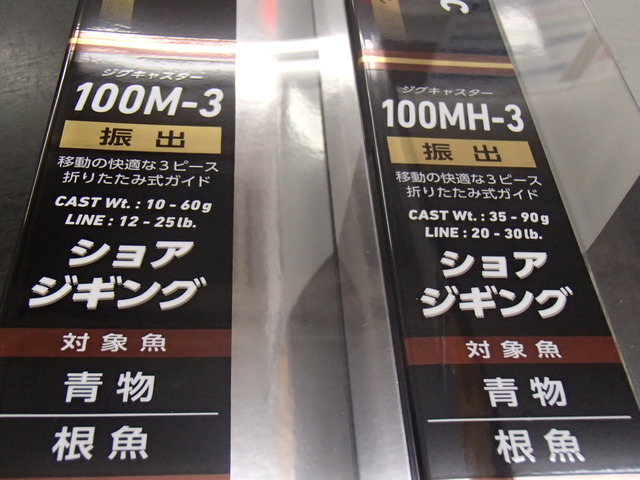 ジグキャスター
100M-3
振出
移動の快適な3ピース
折りたたみ式ガイド
CAST Wt. : 10 - 60g
LINE : 12 - 25lb.
ショア
ジギング
対象魚
青物
根魚
ジグキャスター
100MH-3
振出
移動の快適な3ピース
折りたたみ式ガイド
CAST Wt. : 35 - 90g
LINE : 20 - 30lb.
ショア
ジギング
対象魚
青物
根魚